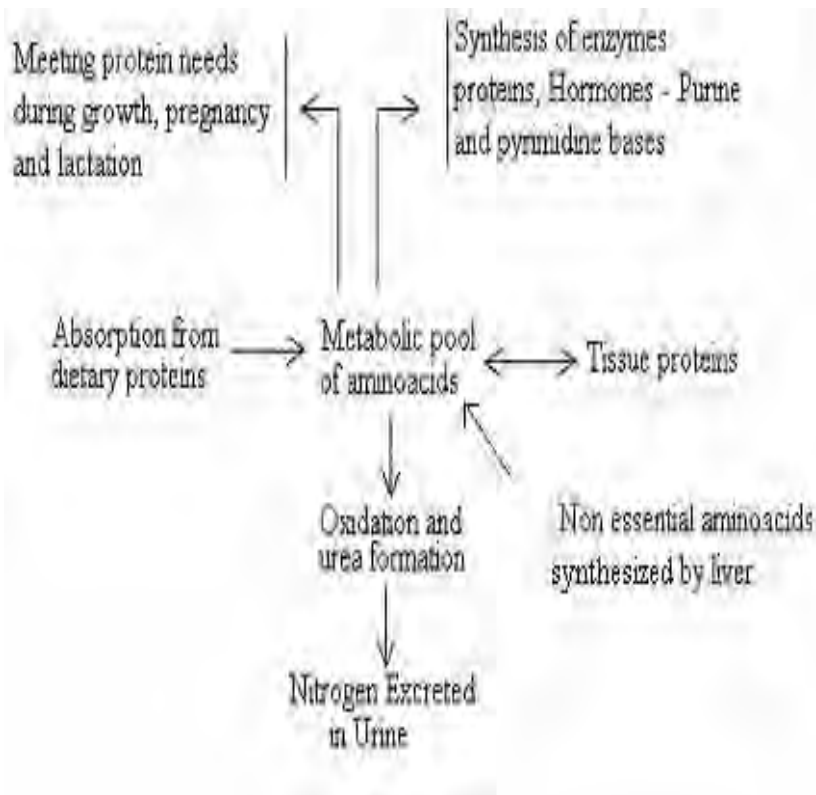 Meeting protein needs
during growth, pregnancy
and lactation
Synthesis of enzymes
proteins, Hormones - Purine
and pyrimidine bases
Absorption from
dietary proteins
Metabolic pool
of aminoacids
Tissue proteins
Oxidation and
urea formation
Non essential aminoacids
synthesized by liver
Nitrogen Excreted
in Urine